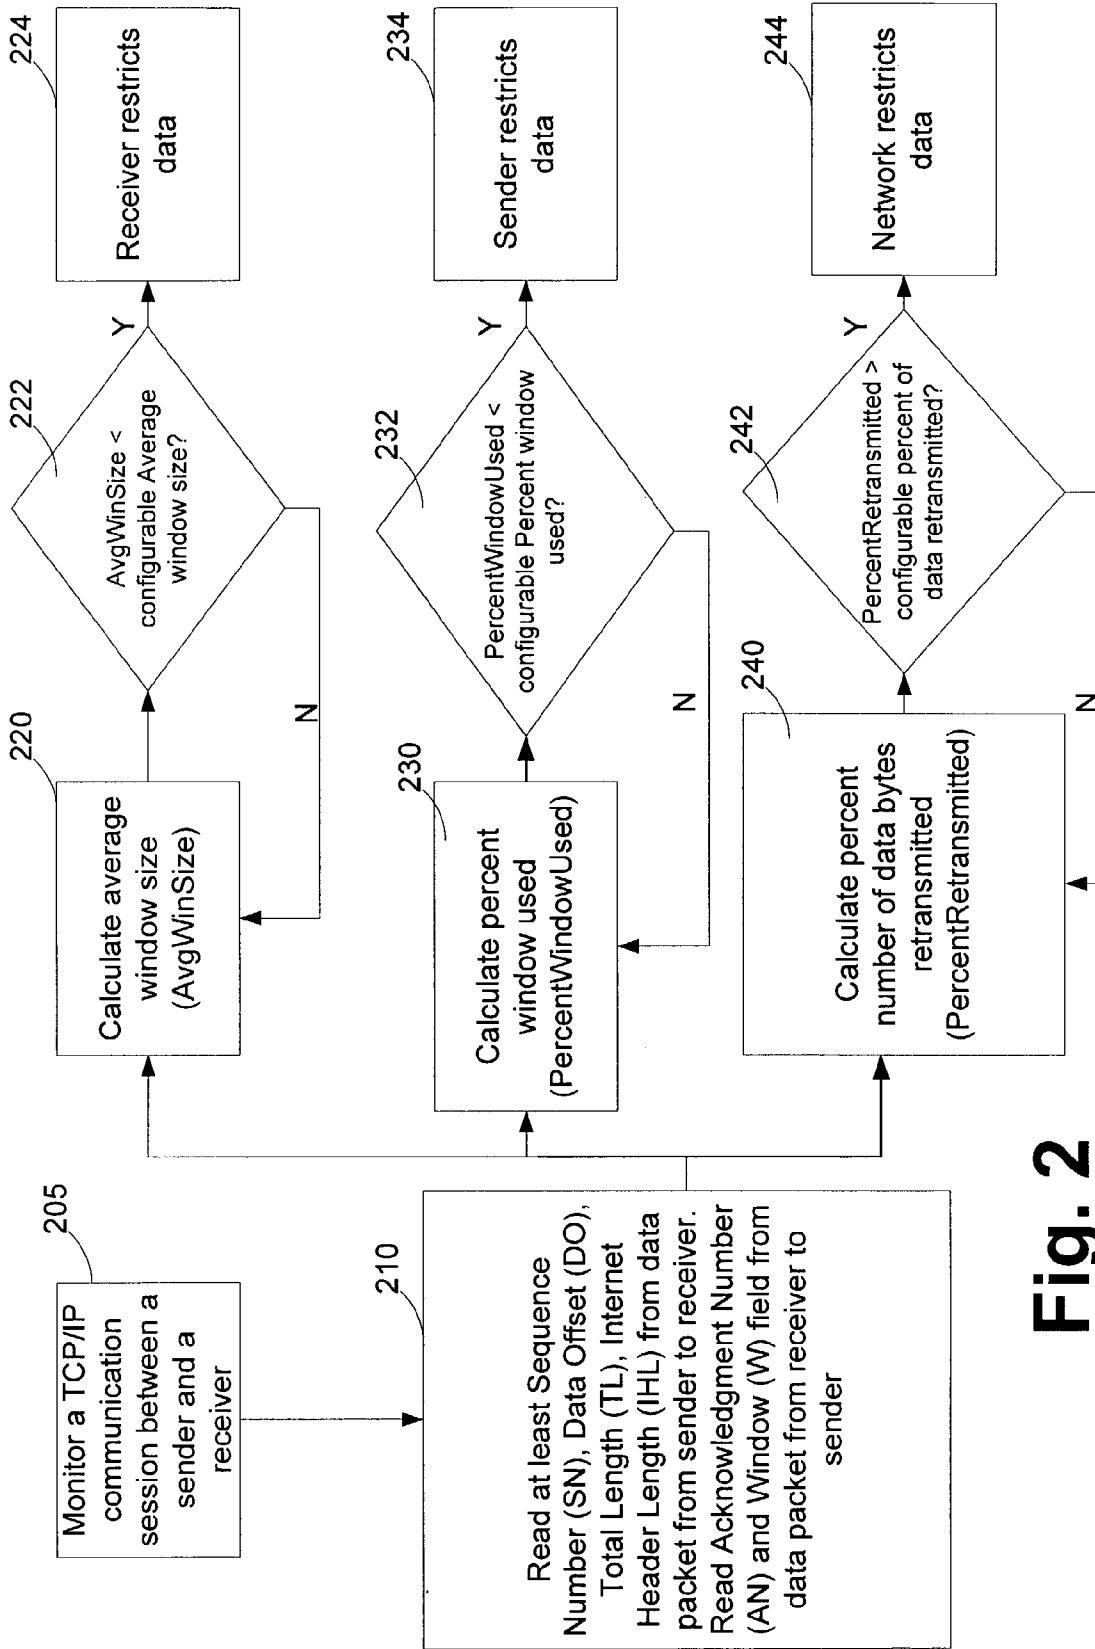 205
Monitor a TCP/IP
communication
session between a
sender and a
receiver
210
Read at least Sequence
Number (SN), Data Offset (DO),
Total Length (TL), Internet
Header Length (IHL) from data
packet from sender to receiver.
Read Acknowledgment Number
(AN) and Window (W) field from
data packet from receiver to
sender
220
Calculate average
window size
(AvgWinSize)
222
AvgWinSize <
configurable Average
window size?
Y
N
224
Receiver restricts
data
230
Calculate percent
window used
(PercentWindowUsed)
232
PercentWindowUsed <
configurable Percent window
used?
Y
N
234
Sender restricts
data
240
Calculate percent
number of data bytes
retransmitted
(PercentRetransmitted)
242
PercentRetransmitted >
configurable percent of
data retransmitted?
Y
N
244
Network restricts
data
Fig. 2